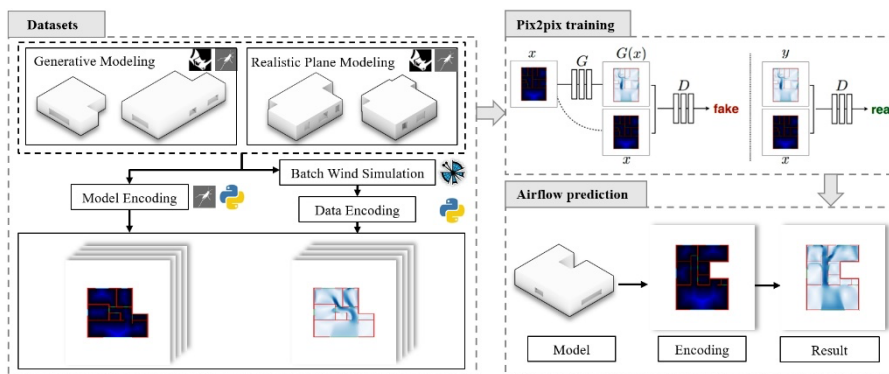 Datasets
Generative Modeling
Realistic Plane Modeling
Batch Wind Simulation
Model Encoding
Data Encoding
Pix2pix training
x
G
G(x)
D
fake
x
y
D
rea
x
Airflow prediction
Model
Encoding
Result